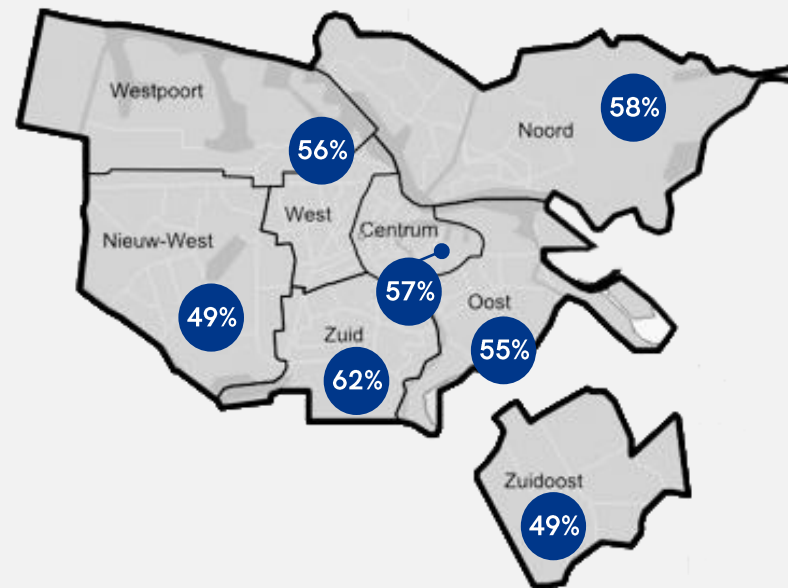 Westpoort
58%
Noord
56%
West
Centrum
Nieuw-West
57%
Oost
49%
Zuid
55%
62%
Zuidoost
49%